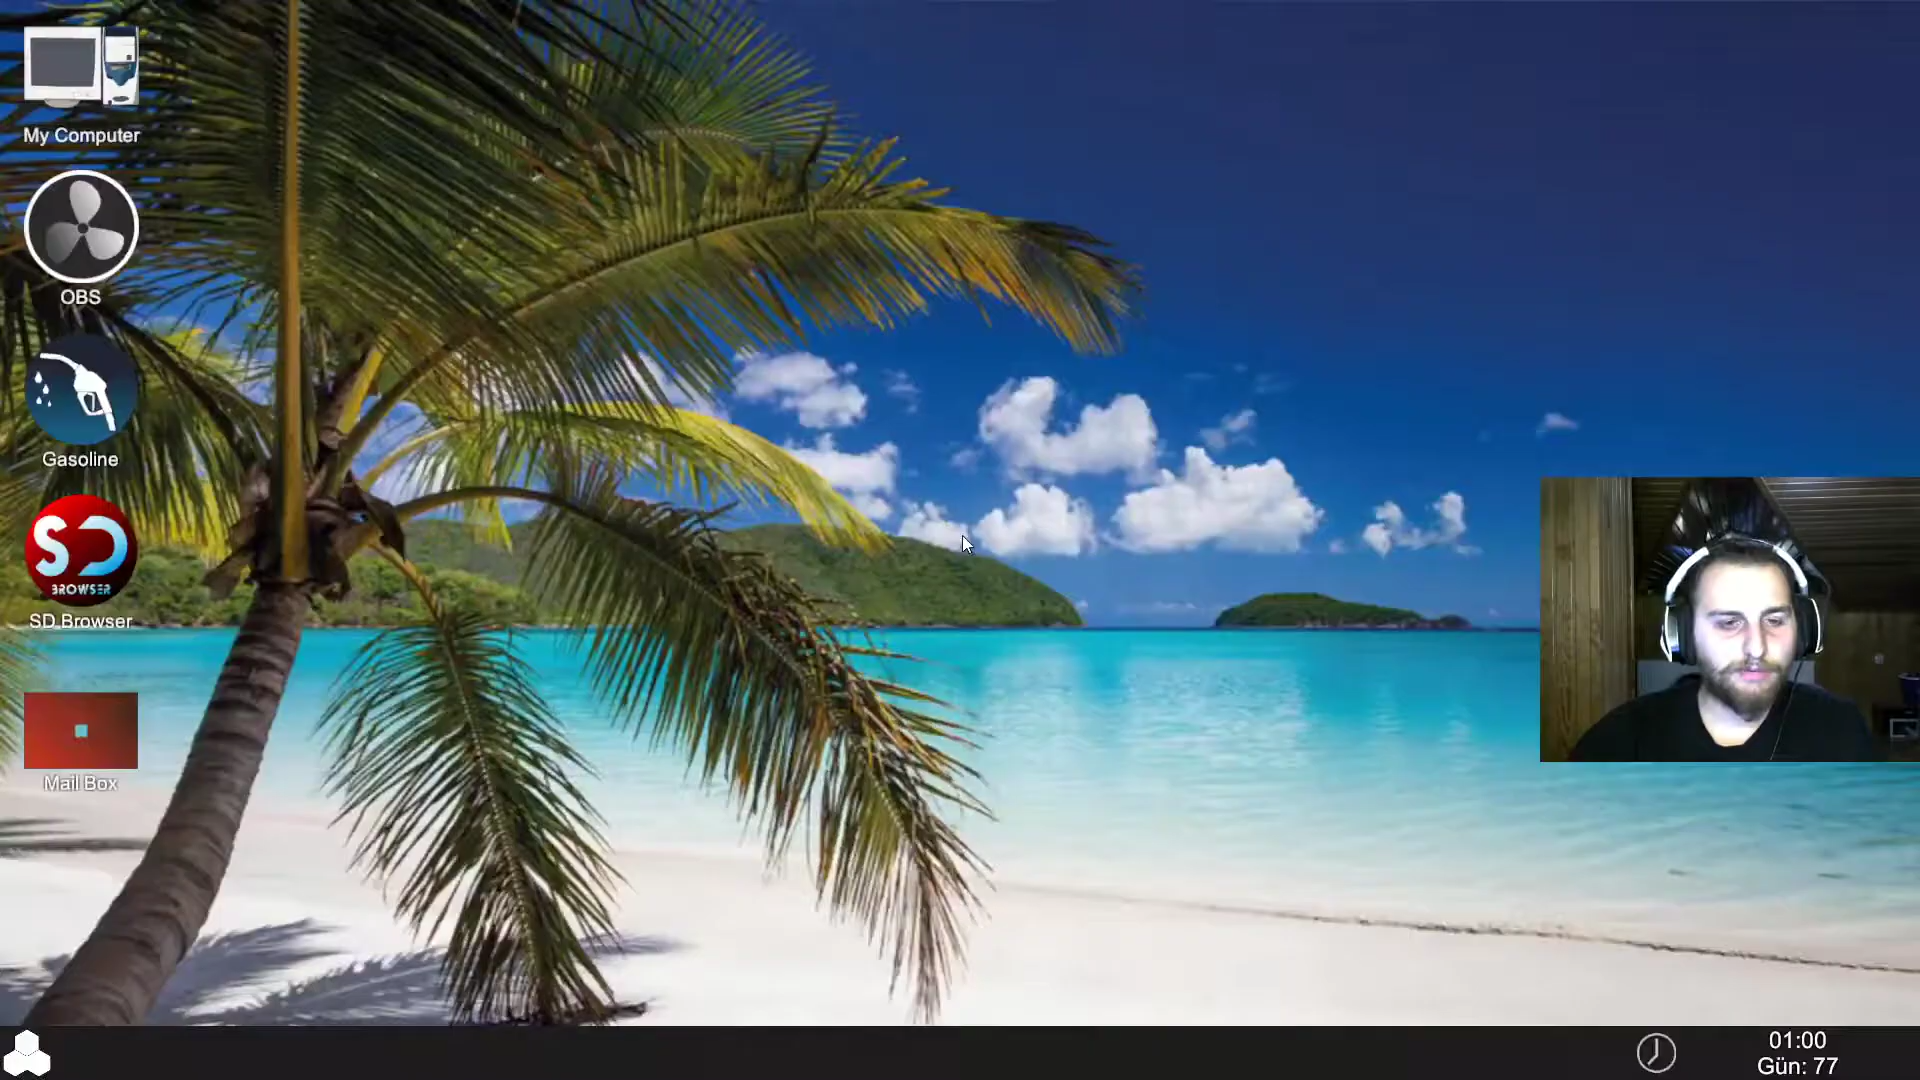 My Computer
OBS
Gasoline
SD
BROWSER
SD Browser
Mail Box
01:00
Gün: 77